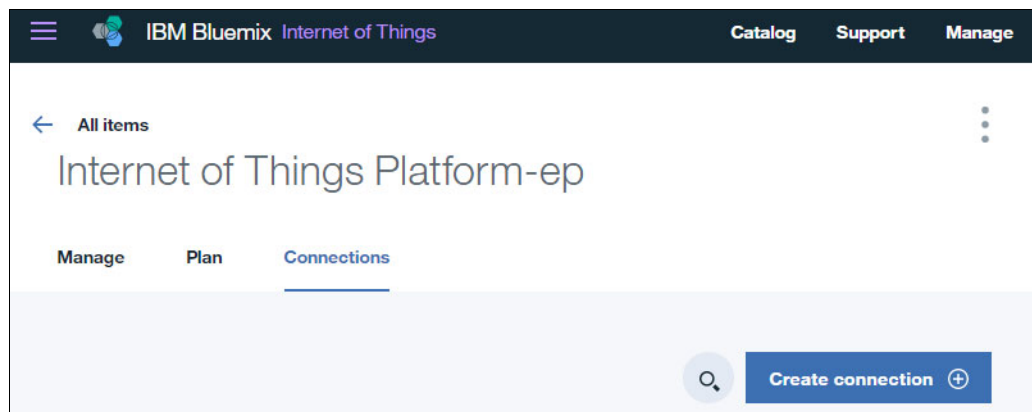 IBM Bluemix Internet of Things Catalog Support Manage
All items
Internet of Things Platform-ep
Manage Plan Connections
Create connection